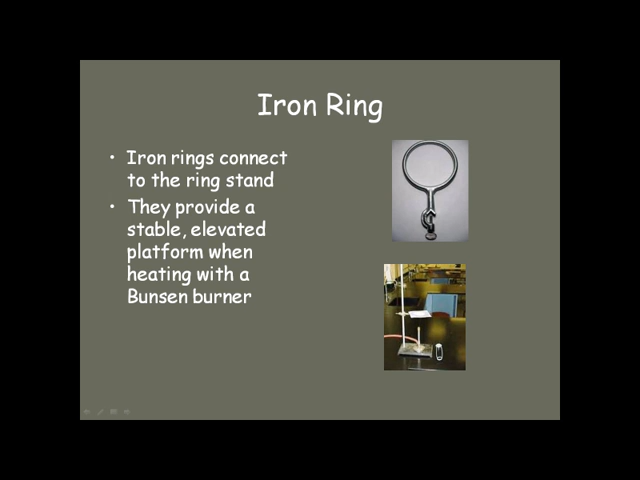 Iron Ring
• Iron rings connect
to the ring stand
• They provide a
stable, elevated
platform when
heating with a
Bunsen burner